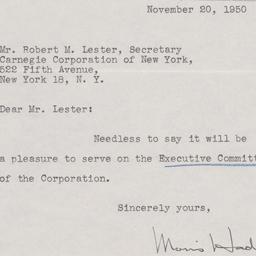 November 20, 1950
Mr. Robert M. Lester, Secretary
Carnegie Corporation of New York,
522 Fifth Avenue,
New York 18, N. Y.
Dear Mr. Lester:
Needless to say it will be
a pleasure to serve on the Executive Committ
of the Corporation.
Sincerely yours,
Morris Had